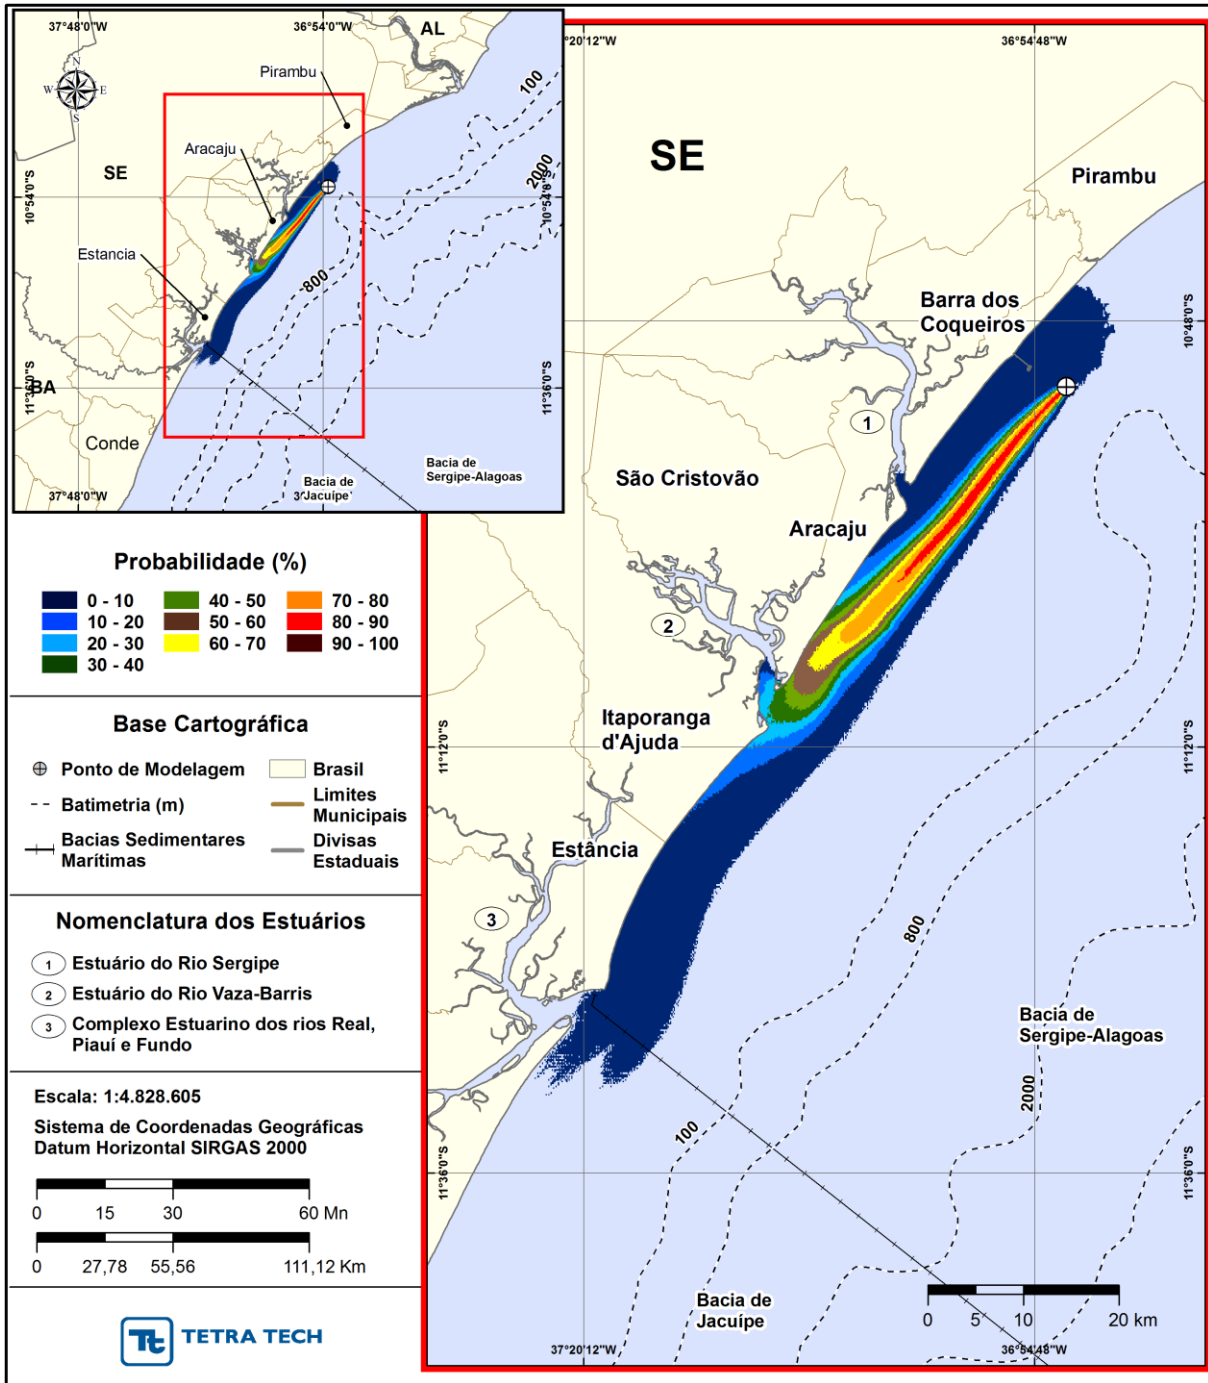 37°48'0"W
36°54'0"W
AL
N
W
E
S
Pirambu
100
SE
Aracaju
2000
10°54'0"S
10°54'0"S
Estancia
800
11°36'0"S
11°36'0"S
BA
Conde
Bacia de
Sergipe-Alagoas
Bacia de
Jacuípe
37°48'0"W
°20'12"W
36°54'48"W
SE
Pirambu
Barra dos
Coqueiros
10°48'0"S
1
São Cristovão
Aracaju
2
Itaporanga
d'Ajuda
11°12'0"S
11°12'0"S
Estância
3
800
100
2000
Bacia de
Sergipe-Alagoas
11°36'0"S
11°36'0"S
Bacia de
Jacuípe
0 5 10 20 km
37°20'12"W
36°54'48"W
Probabilidade (%)
0 - 10
10 - 20
20 - 30
30 - 40
40 - 50
50 - 60
60 - 70
70 - 80
80 - 90
90 - 100
Base Cartográfica
Ponto de Modelagem
Batimetria (m)
Bacias Sedimentares
Marítimas
Brasil
Limites
Municipais
Divisas
Estaduais
Nomenclatura dos Estuários
1 Estuário do Rio Sergipe
2 Estuário do Rio Vaza-Barris
3 Complexo Estuarino dos rios Real,
Piauí e Fundo
Escala: 1:4.828.605
Sistema de Coordenadas Geográficas
Datum Horizontal SIRGAS 2000
0 15 30 60 Mn
0 27,78 55,56 111,12 Km
Tt TETRA TECH